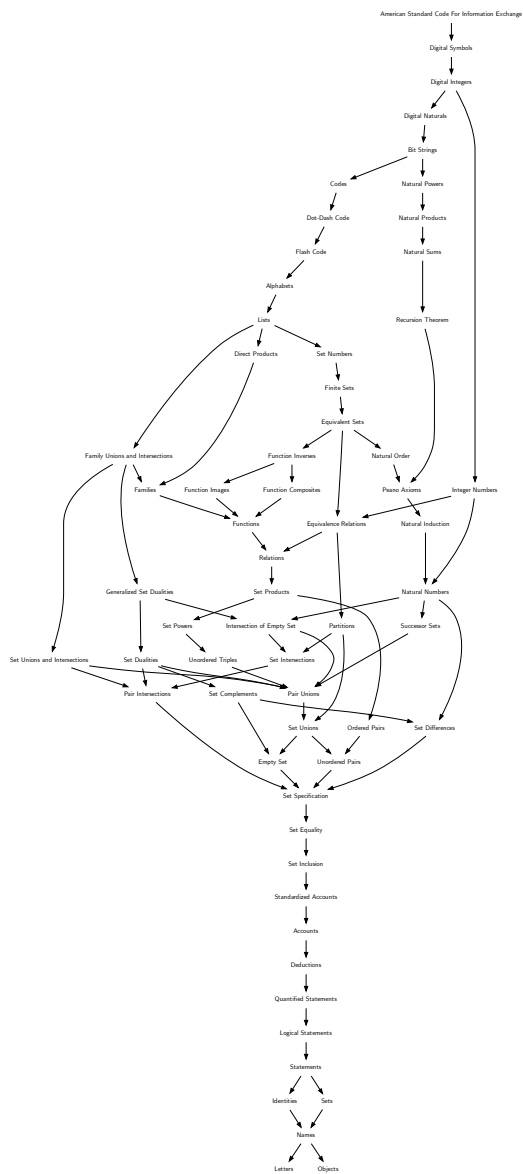 American Standard Code For Information Exchange
Digital Symbols
Digital Integers
Digital Naturals
Bit Strings
Codes
Natural Powers
Dot-Dash Code
Natural Products
Flash Code
Natural Sums
Alphabets
Lists
Recursion Theorem
Direct Products
Set Numbers
Finite Sets
Equivalent Sets
Family Unions and Intersections
Function Inverses
Natural Order
Families
Function Images
Function Composites
Peano Axioms
Integer Numbers
Functions
Equivalence Relations
Natural Induction
Relations
Generalized Set Dualities
Set Products
Natural Numbers
Set Powers
Intersection of Empty Set
Partitions
Successor Sets
Set Unions and Intersections
Set Dualities
Unordered Triples
Set Intersections
Pair Intersections
Set Complements
Pair Unions
Set Unions
Ordered Pairs
Set Differences
Empty Set
Unordered Pairs
Set Specification
Set Equality
Set Inclusion
Standardized Accounts
Accounts
Deductions
Quantified Statements
Logical Statements
Statements
Identities
Sets
Names
Letters
Objects